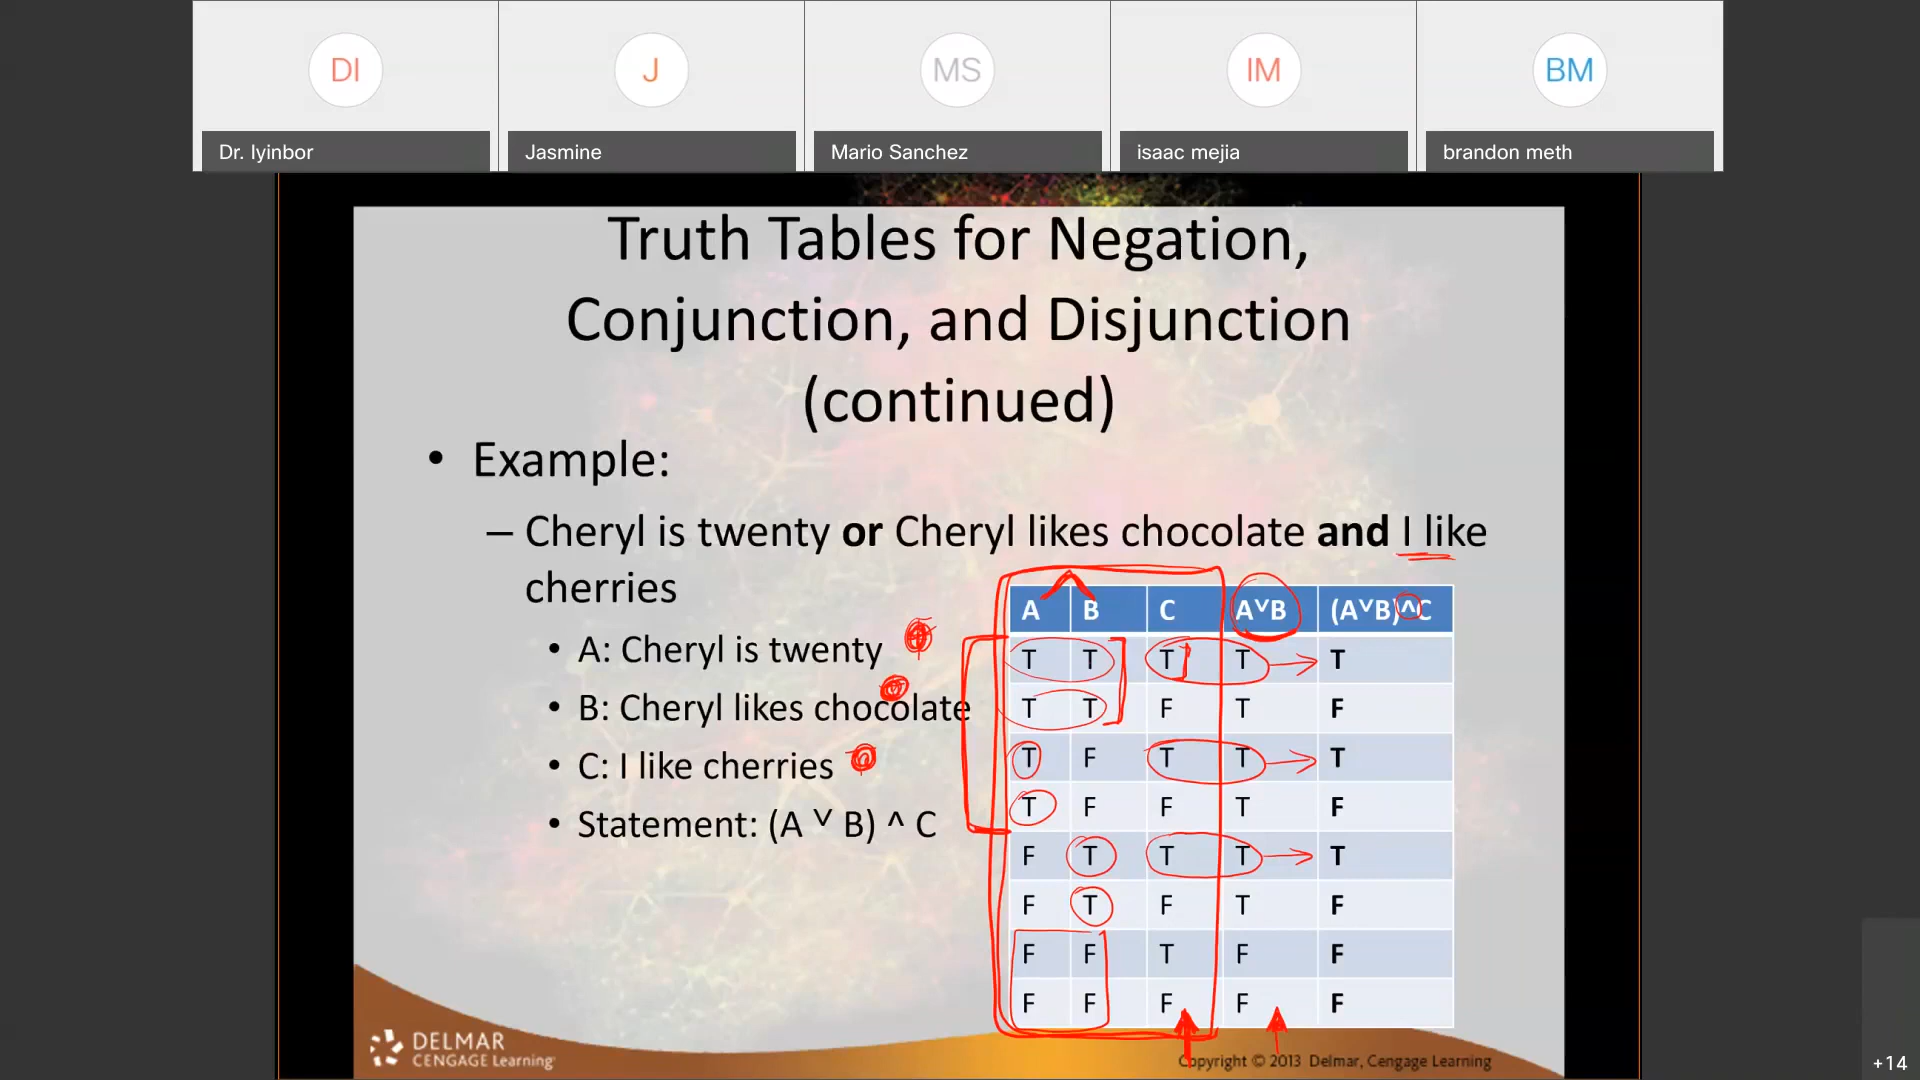 DI J MS IM BM
Dr. Iyinbor Jasmine Mario Sanchez isaac mejia brandon meth
Truth Tables for Negation,
Conjunction, and Disjunction
(continued)
• Example:
– Cheryl is twenty or Cheryl likes chocolate and I like
cherries
• A: Cheryl is twenty
• B: Cheryl likes chocolate
• C: I like cherries
• Statement: (A ˅ B) ^ C
A B C A˅B (A˅B)^C
T T T T T
T T F T F
T F T T T
T F F T F
F T T T T
F T F T F
F F T F F
F F F F F
DELMAR
CENGAGE Learning
Copyright © 2013 Delmar, Cengage Learning
+14